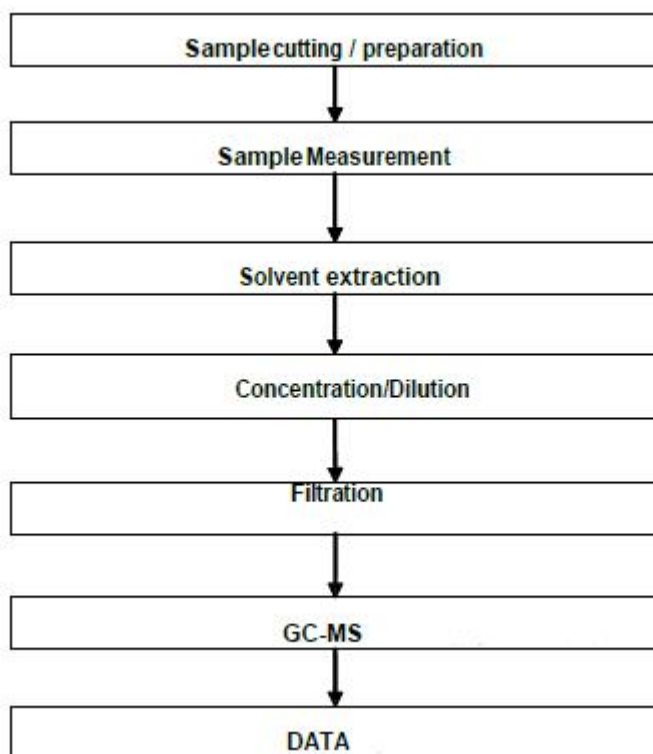 Sample cutting / preparation
Sample Measurement
Solvent extraction
Concentration/Dilution
Filtration
GC-MS
DATA